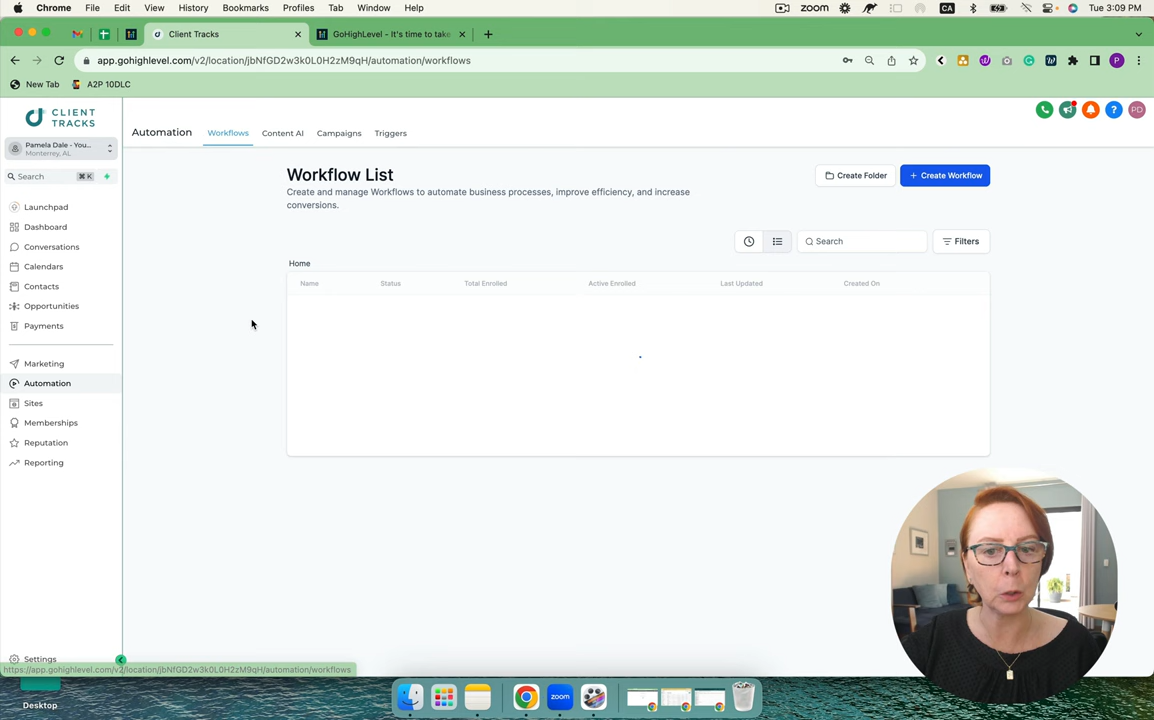 Chrome File Edit View History Bookmarks Profiles Tab Window Help
zoom CA Tue 3:09 PM
Client Tracks
GoHighLevel - It's time to take
app.gohighlevel.com/v2/location/jbNfGD2w3k0L0H2zM9qH/automation/workflows
P
New Tab A2P 10DLC
CLIENT
TRACKS
Automation Workflows Content AI Campaigns Triggers
PD
Pamela Dale - You...
Monterrey, AL
Search ⌘ K
Workflow List
Create Folder + Create Workflow
Create and manage Workflows to automate business processes, improve efficiency, and increase
conversions.
Launchpad
Dashboard
Conversations
Calendars
Contacts
Opportunities
Payments
Marketing
Automation
Sites
Memberships
Reputation
Reporting
Search Filters
Home
Name Status Total Enrolled Active Enrolled Last Updated Created On
Settings
https://app.gohighlevel.com/v2/location/jbNfGD2w3k0L0H2zM9qH/automation/workflows
zoom
Desktop